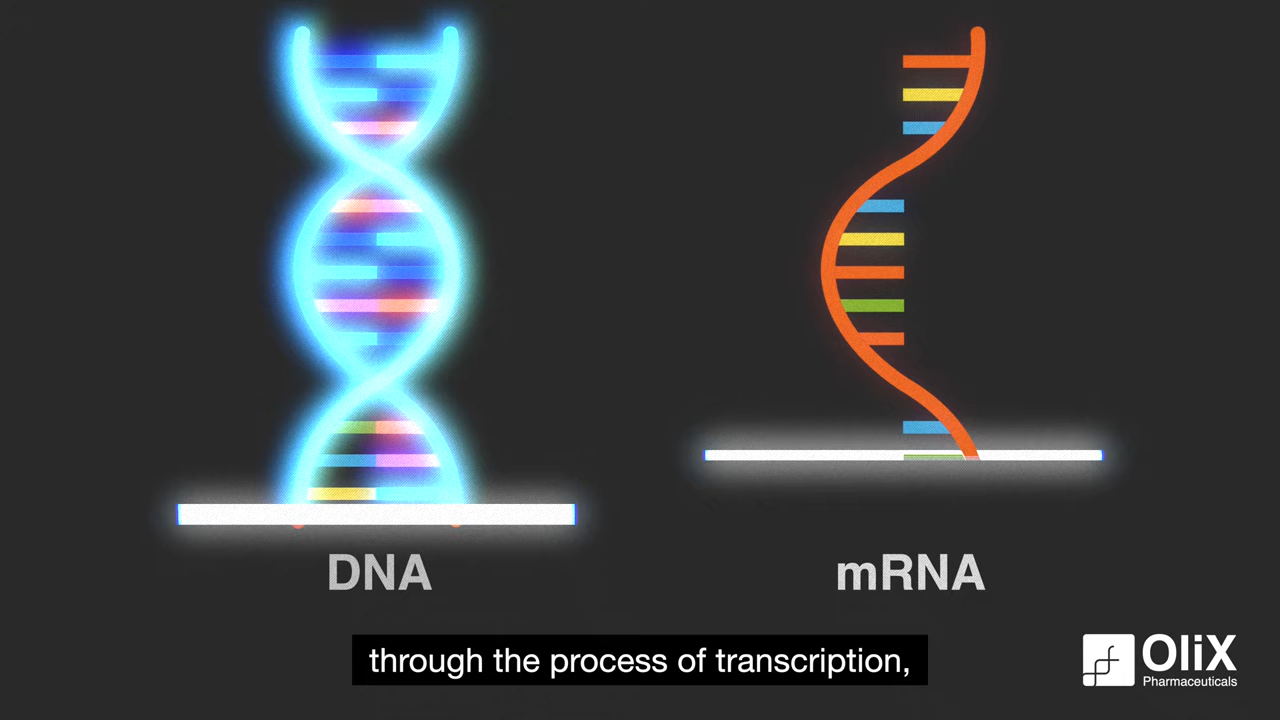 DNA
mRNA
through the process of transcription,
OliX
Pharmaceuticals